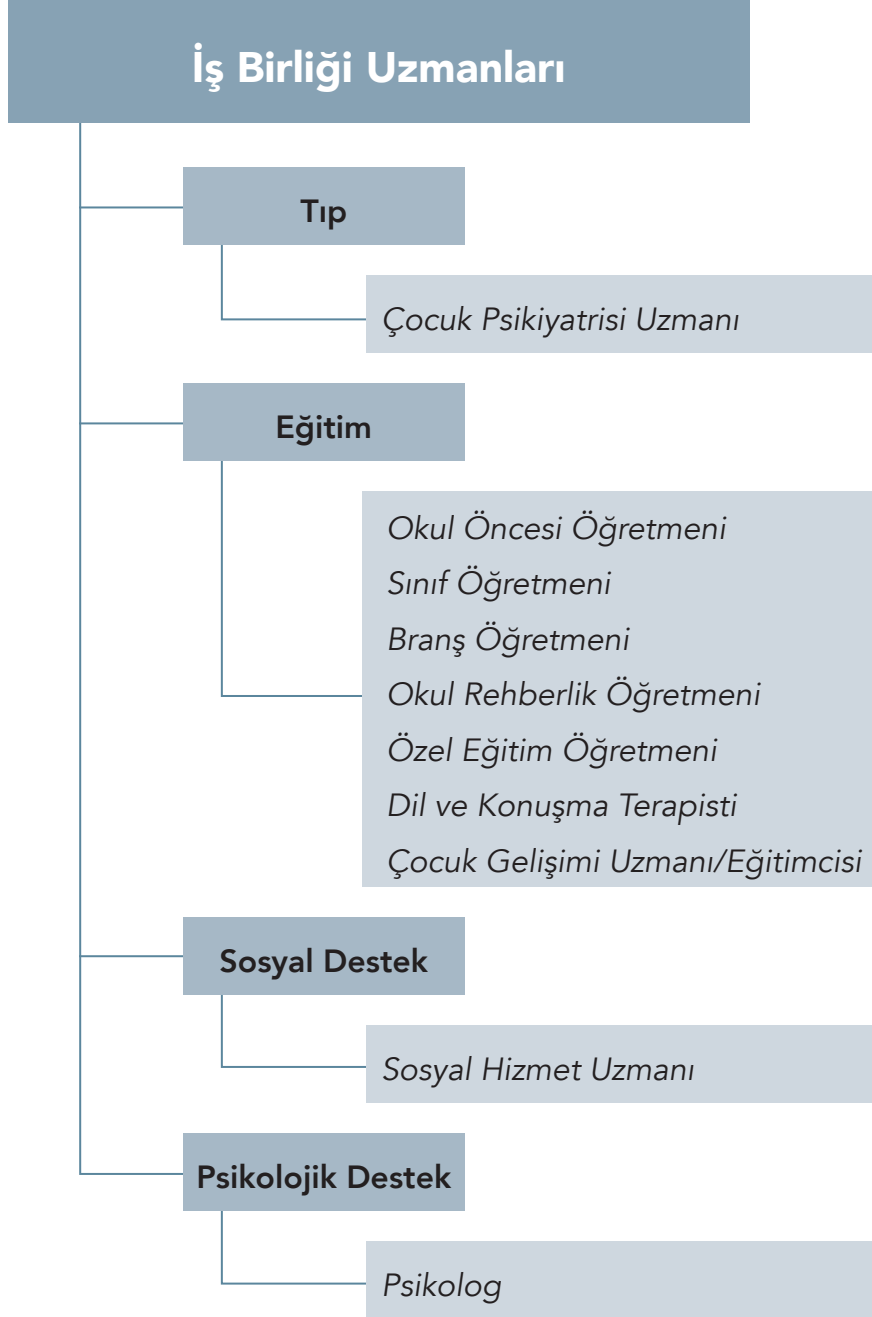 İş Birliği Uzmanları
Tıp
Çocuk Psikiyatrisi Uzmanı
Eğitim
Okul Öncesi Öğretmeni
Sınıf Öğretmeni
Branş Öğretmeni
Okul Rehberlik Öğretmeni
Özel Eğitim Öğretmeni
Dil ve Konuşma Terapisti
Çocuk Gelişimi Uzmanı/Eğitimcisi
Sosyal Destek
Sosyal Hizmet Uzmanı
Psikolojik Destek
Psikolog